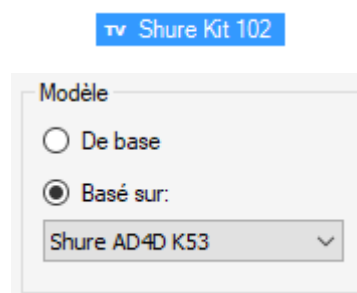 TV Shure Kit 102
Modèle
De base
Basé sur:
Shure AD4D K53